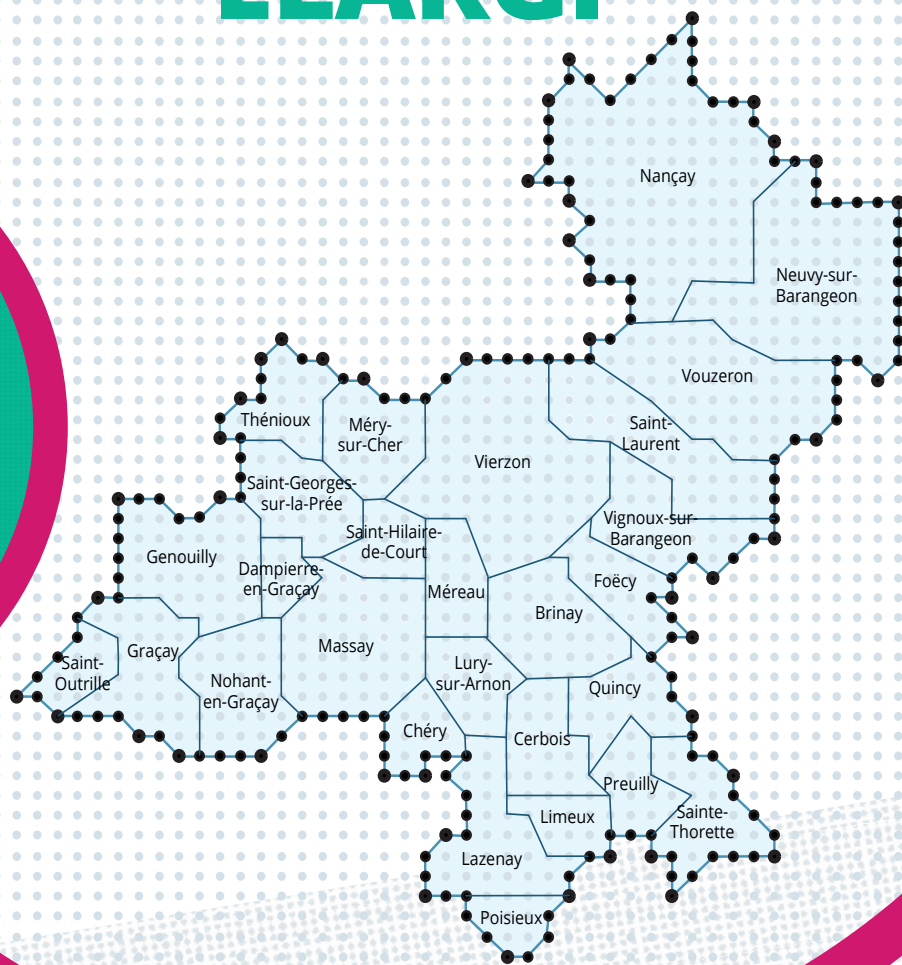 ÉLARGI
Nançay
Neuvy-sur-
Barangeon
Vouzeron
Thénioux
Méry-
sur-Cher
Saint-
Laurent
Vierzon
Saint-Georges-
sur-la-Prée
Vignoux-sur-
Barangeon
Saint-Hilaire-
de-Court
Genouilly
Dampierre-
en-Graçay
Foëcy
Méreau
Brinay
Massay
Graçay
Saint-
Outrille
Lury-
sur-Arnon
Nohant-
en-Graçay
Quincy
Chéry
Cerbois
Preuilly
Sainte-
Thorette
Limeux
Lazenay
Poisieux